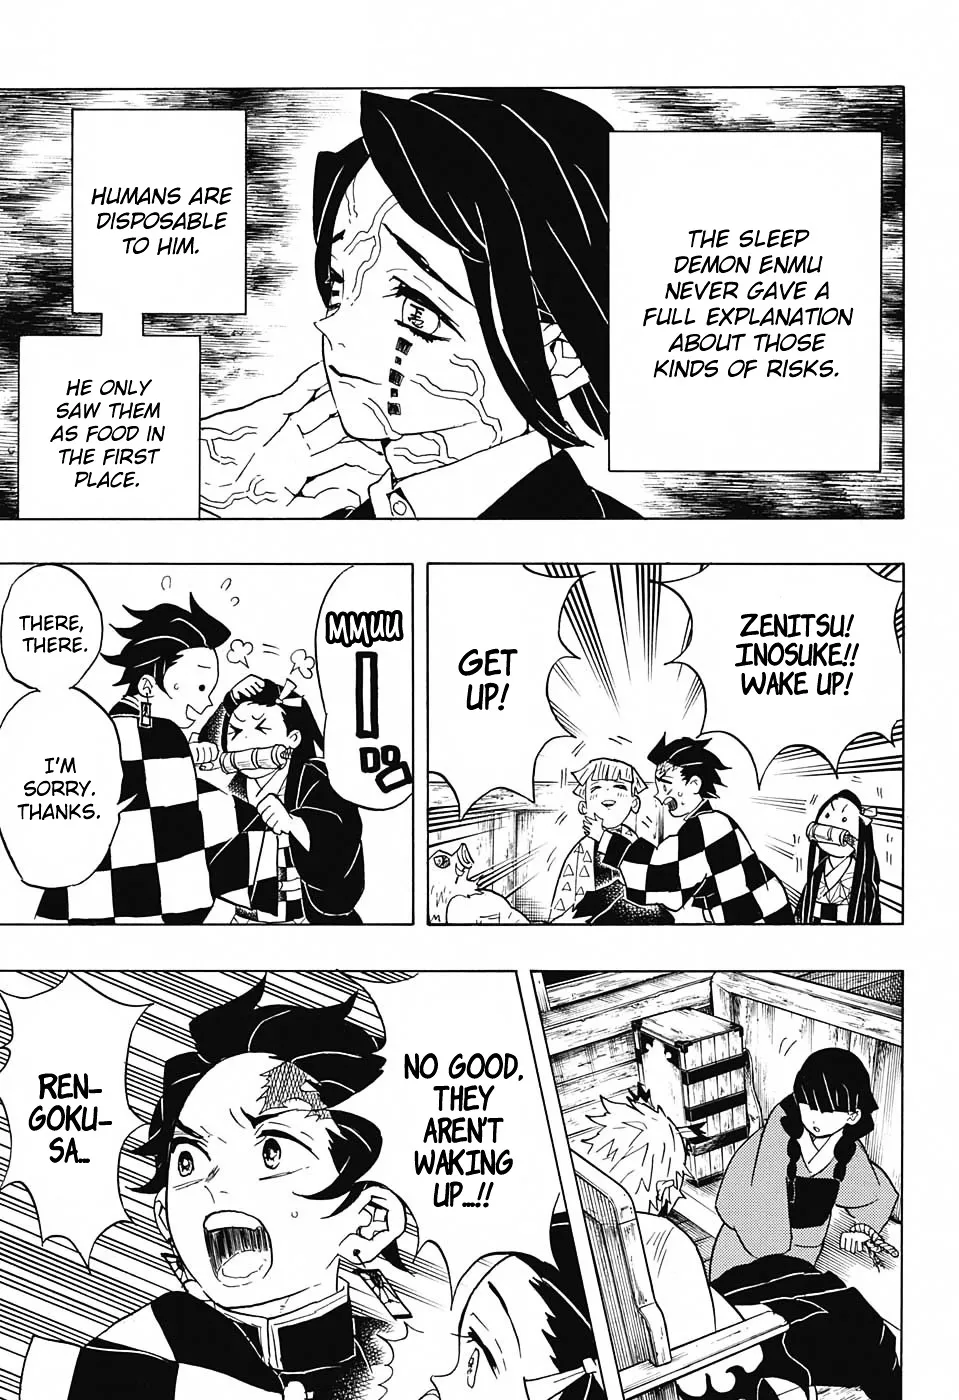 THE SLEEP
DEMON ENMU
NEVER GAVE A
FULL EXPLANATION
ABOUT THOSE
KINDS OF RISKS.
HUMANS ARE
DISPOSABLE
TO HIM.
HE ONLY
SAW THEM
AS FOOD IN
THE FIRST
PLACE.
ZENITSU!
INOSUKE!!
WAKE UP!
GET
UP!
MMUU
THERE,
THERE.
I'M
SORRY.
THANKS.
NO GOOD.
THEY
AREN'T
WAKING
UP...!!
REN-
GOKU-
SA...